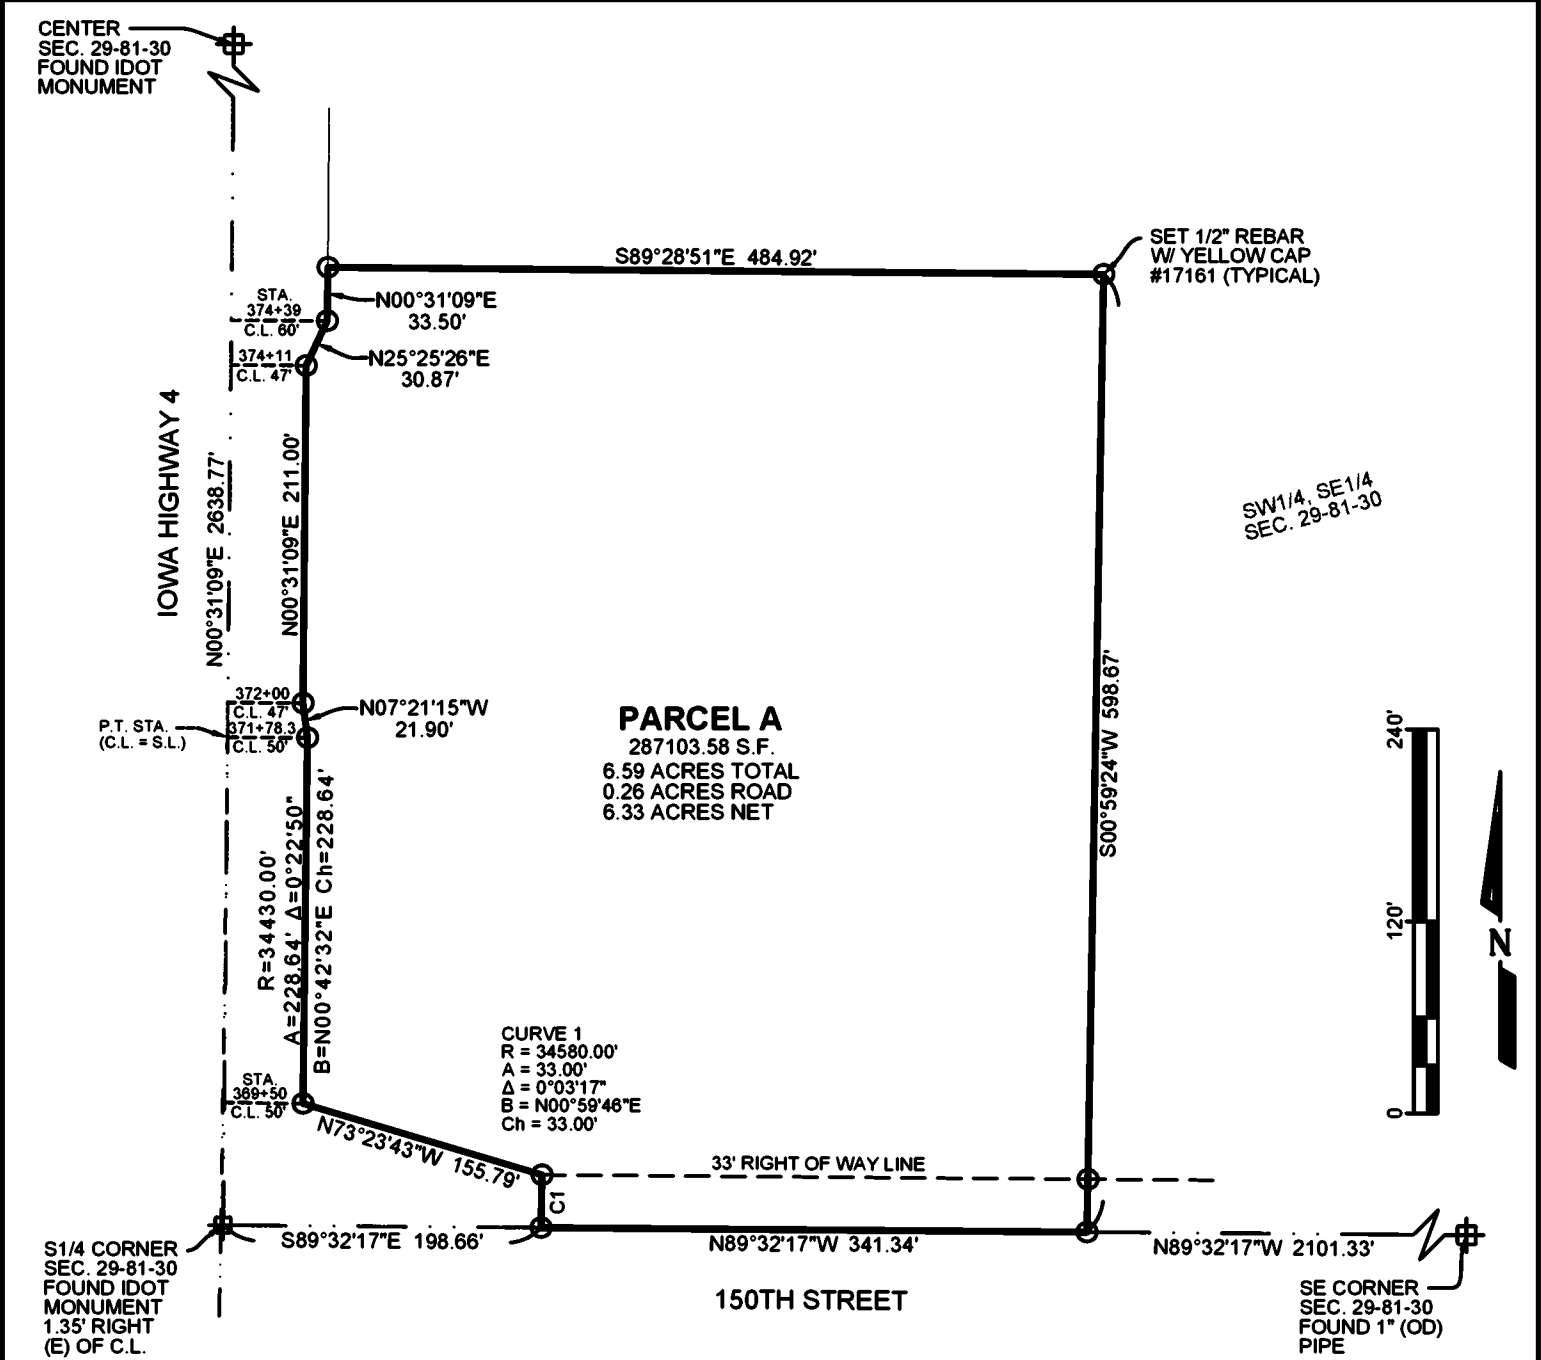 CENTER
SEC. 29-81-30
FOUND IDOT
MONUMENT
SET 1/2" REBAR
W/ YELLOW CAP
#17161 (TYPICAL)
S89°28'51"E 484.92'
STA.
374+39
C.L. 60'
N00°31'09"E
33.50'
374+11
C.L. 47'
N25°25'26"E
30.87'
IOWA HIGHWAY 4
N00°31'09"E 2638.77'
N00°31'09"E 211.00'
SW1/4, SE1/4
SEC. 29-81-30
372+00
C.L. 47'
N07°21'15"W
21.90'
P.T. STA.
(C.L. = S.L.)
371+78.3
C.L. 50'
PARCEL A
287103.58 S.F.
6.59 ACRES TOTAL
0.26 ACRES ROAD
6.33 ACRES NET
S00°59'24"W 598.67'
240'
120'
0
N
R=34430.00'
A=228.64' Δ=0°22'50"
B=N00°42'32"E Ch=228.64'
CURVE 1
R = 34580.00'
A = 33.00'
Δ = 0°03'17"
B = N00°59'46"E
Ch = 33.00'
STA.
369+50
C.L. 50'
N73°23'43"W 155.79'
33' RIGHT OF WAY LINE
C1
S89°32'17"E 198.66'
N89°32'17"W 341.34'
N89°32'17"W 2101.33'
S1/4 CORNER
SEC. 29-81-30
FOUND IDOT
MONUMENT
1.35' RIGHT
(E) OF C.L.
150TH STREET
SE CORNER
SEC. 29-81-30
FOUND 1" (OD)
PIPE